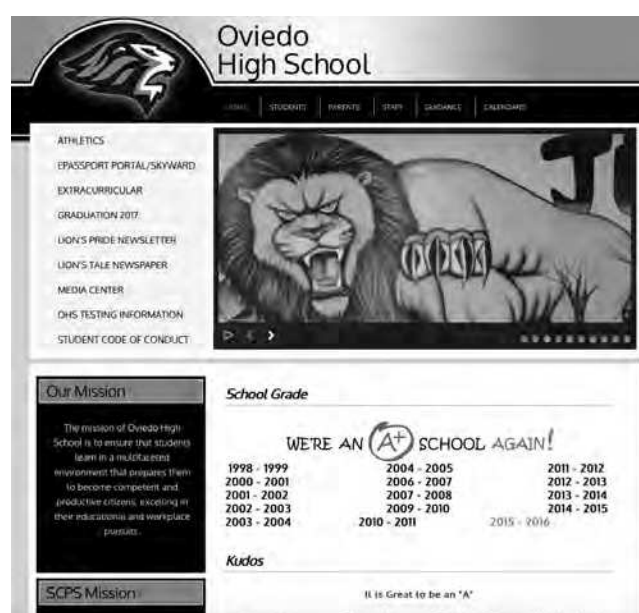 Oviedo
High School
HOME STUDENTS PARENTS STAFF GUIDANCE CALENDARS
ATHLETICS
EPASSPORT PORTAL/SKYWARD
EXTRACURRICULAR
GRADUATION 2017
LION'S PRIDE NEWSLETTER
LION'S TALE NEWSPAPER
MEDIA CENTER
OHS TESTING INFORMATION
STUDENT CODE OF CONDUCT
Our Mission
The mission of Oviedo High
School is to ensure that students
learn in a multifaceted
environment that prepares them
to become competent and
productive citizens, excelling in
their educational and workplace
pursuits.
SCPS Mission
School Grade
WE'RE AN A+ SCHOOL AGAIN!
1998 - 1999 2004 - 2005 2011 - 2012
2000 - 2001 2006 - 2007 2012 - 2013
2001 - 2002 2007 - 2008 2013 - 2014
2002 - 2003 2009 - 2010 2014 - 2015
2003 - 2004 2010 - 2011 2015 - 2016
Kudos
It is Great to be an "A"